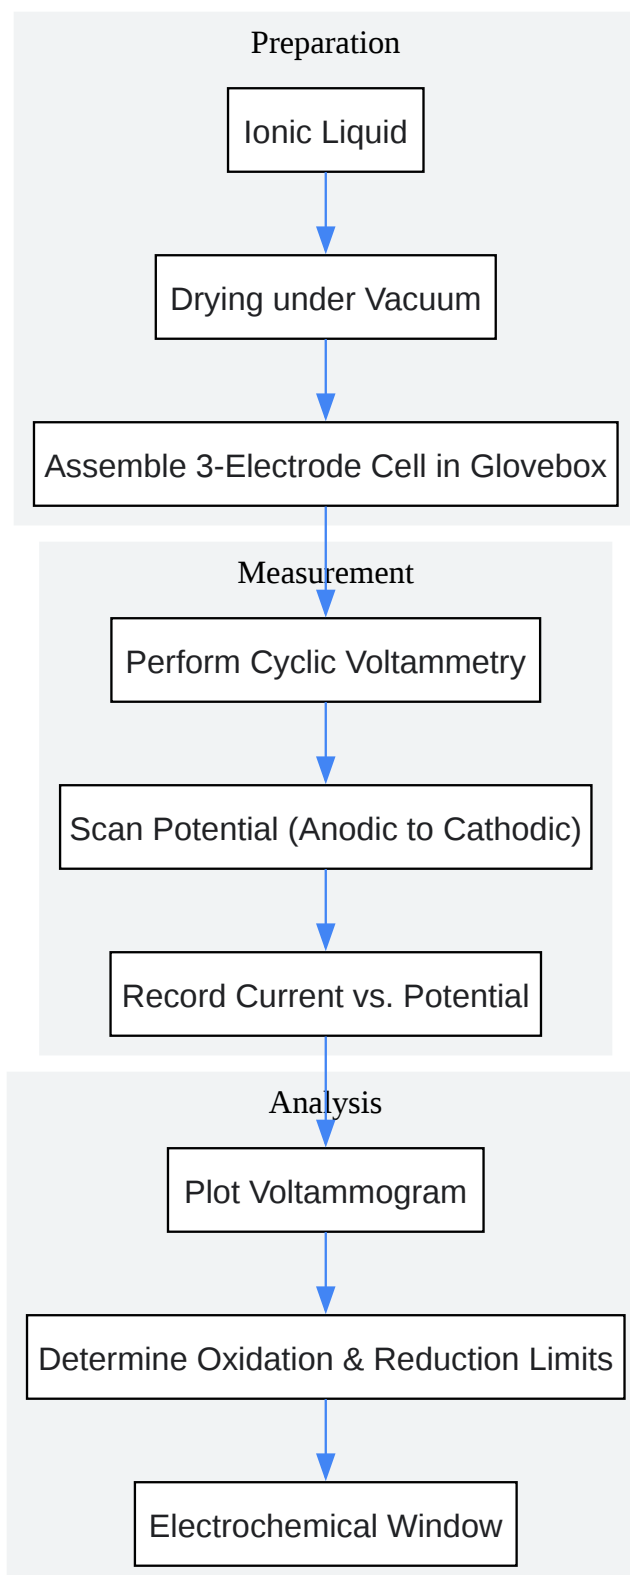 Preparation
Ionic Liquid
Drying under Vacuum
Assemble 3-Electrode Cell in Glovebox
Measurement
Perform Cyclic Voltammetry
Scan Potential (Anodic to Cathodic)
Record Current vs. Potential
Analysis
Plot Voltammogram
Determine Oxidation & Reduction Limits
Electrochemical Window